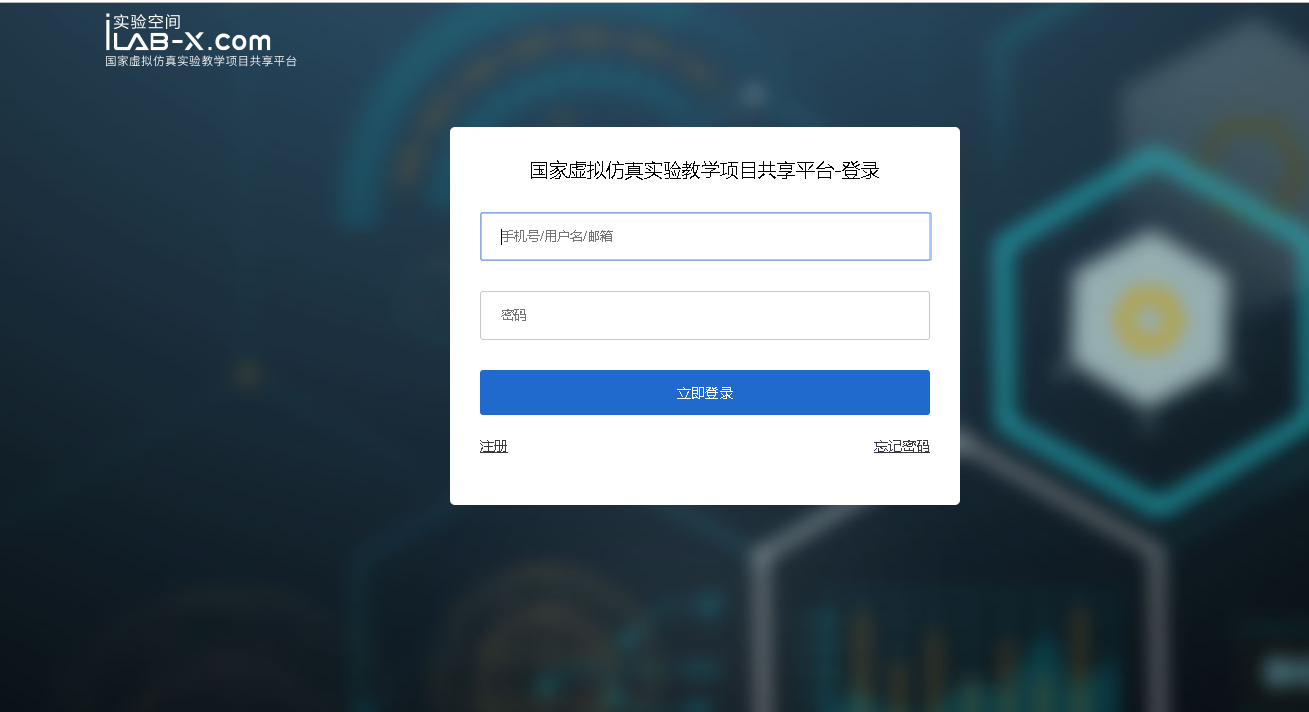 实验空间
iLAB-X.com
国家虚拟仿真实验教学项目共享平台
国家虚拟仿真实验教学项目共享平台-登录
手机号/用户名/邮箱
密码
立即登录
注册 忘记密码